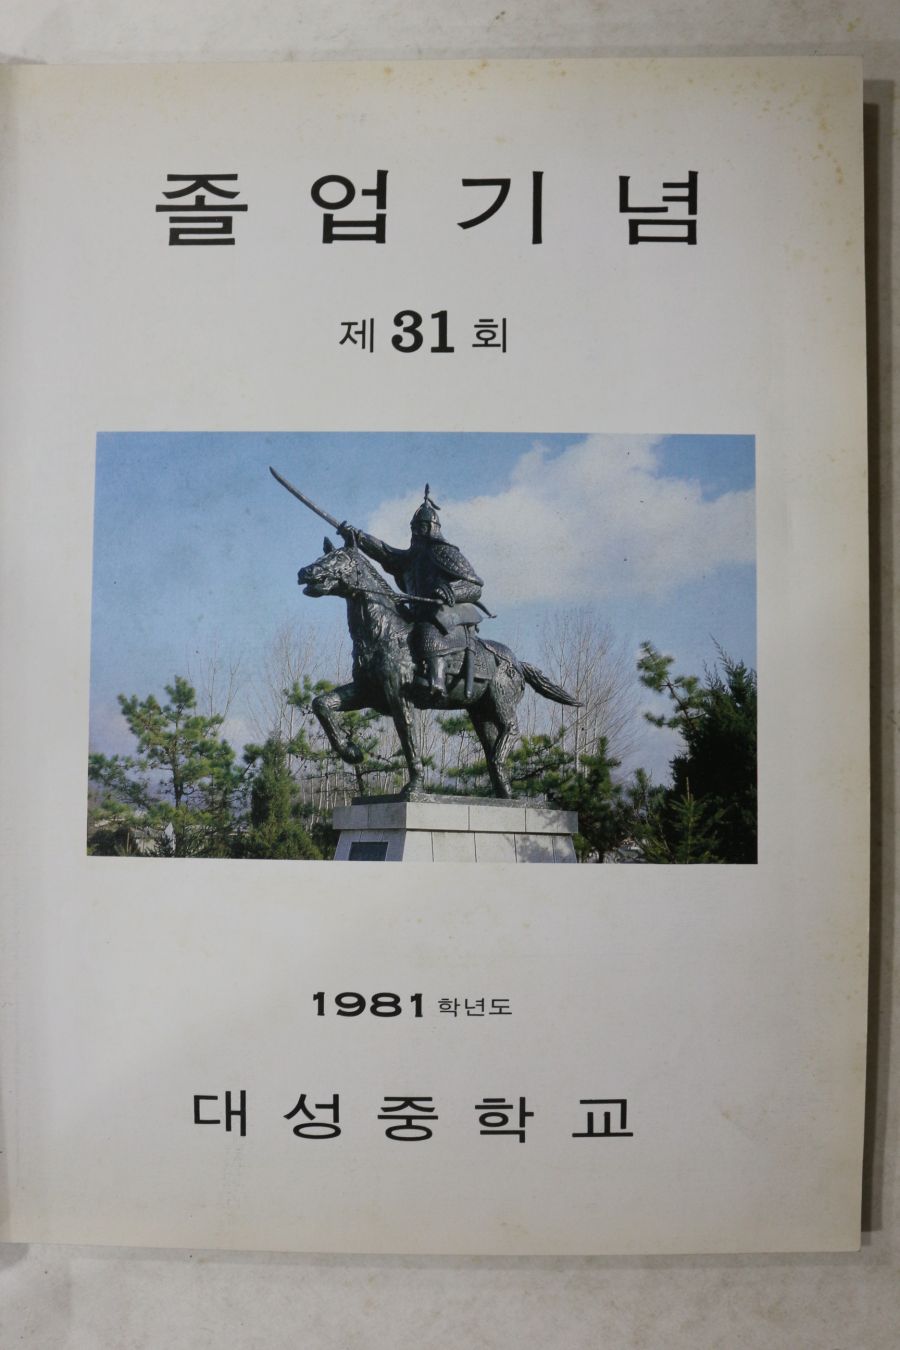 졸업기념
제 31 회
1981 학년도
대성중학교